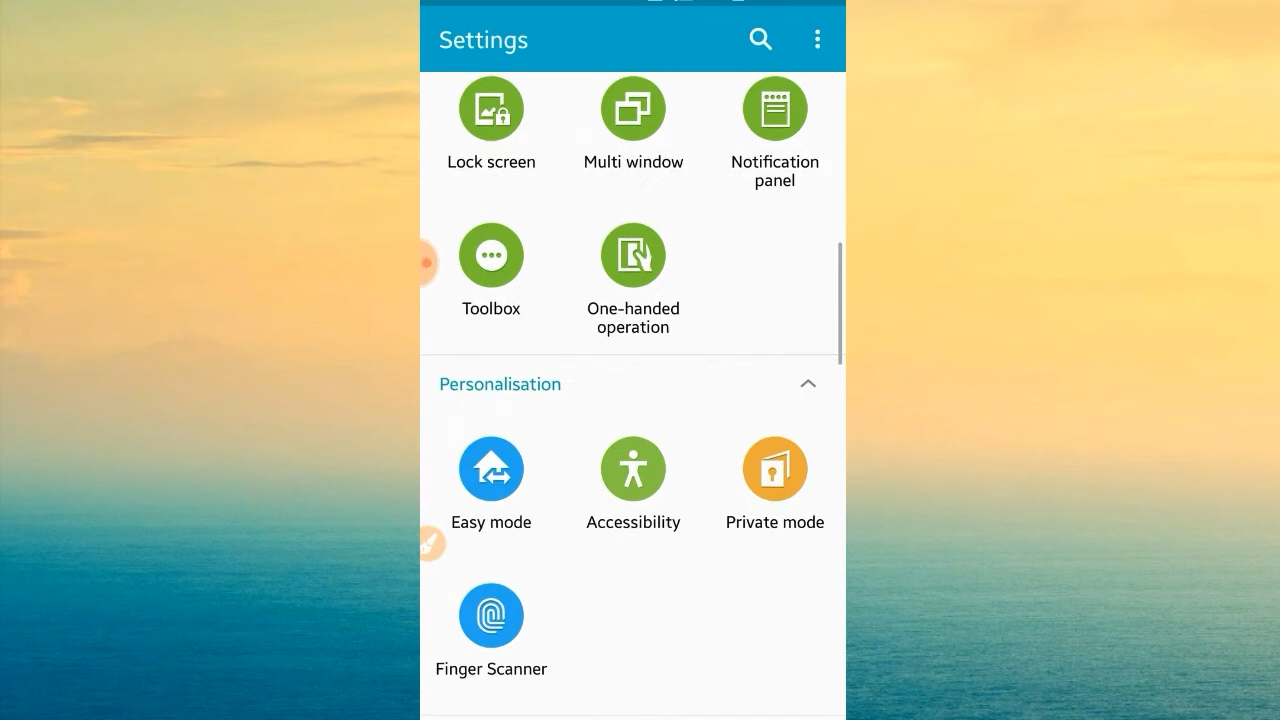 Settings
Lock screen
Multi window
Notification
panel
Toolbox
One-handed
operation
Personalisation
Easy mode
Accessibility
Private mode
Finger Scanner